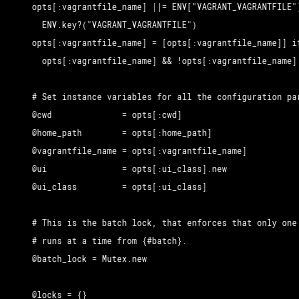 opts[:vagrantfile_name] ||= ENV["VAGRANT_VAGRANTFILE"]
ENV.key?("VAGRANT_VAGRANTFILE")
opts[:vagrantfile_name] = [opts[:vagrantfile_name]] if
opts[:vagrantfile_name] && !opts[:vagrantfile_name]
# Set instance variables for all the configuration par
@cwd = opts[:cwd]
@home_path = opts[:home_path]
@vagrantfile_name = opts[:vagrantfile_name]
@ui = opts[:ui_class].new
@ui_class = opts[:ui_class]
# This is the batch lock, that enforces that only one
# runs at a time from {#batch}.
@batch_lock = Mutex.new
@locks = {}